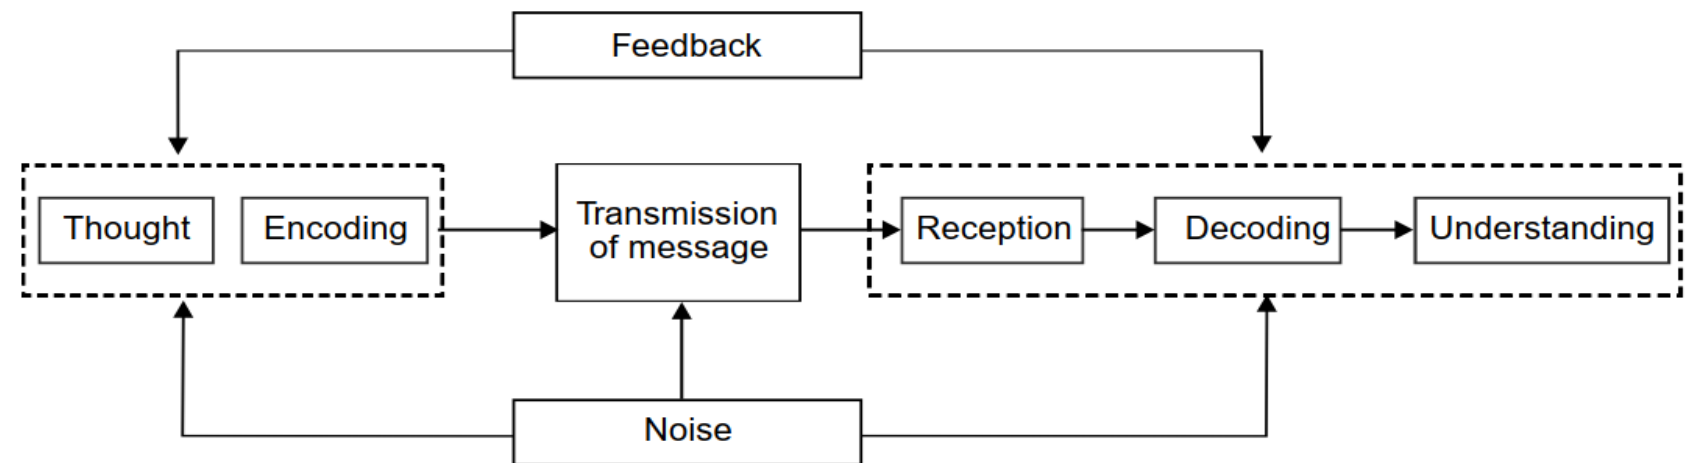 Feedback
Thought
Encoding
Transmission
of message
Reception
Decoding
Understanding
Noise